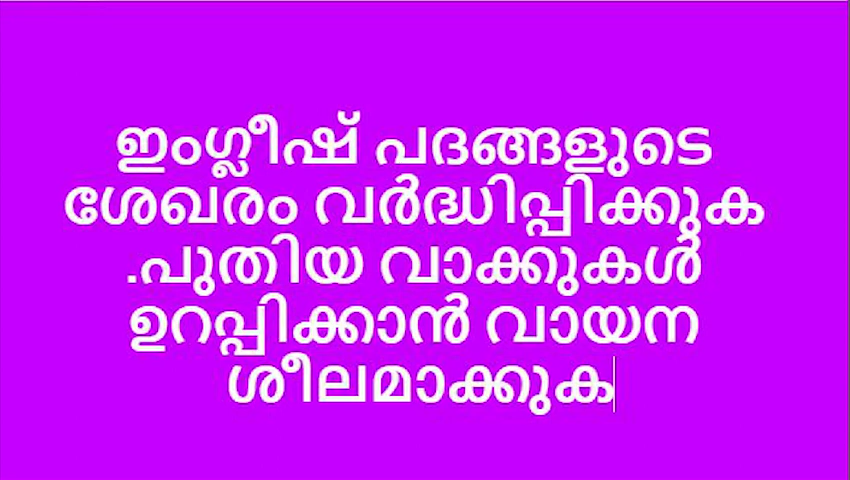 ഇംഗ്ലീഷ് പദങ്ങളുടെ
ശേഖരം വർദ്ധിപ്പിക്കുക
.പുതിയ വാക്കുകൾ
ഉറപ്പിക്കാൻ വായന
ശീലമാക്കുക